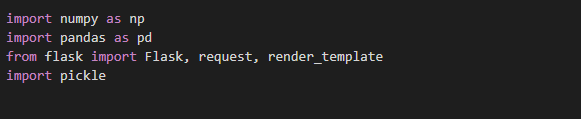 import numpy as np
import pandas as pd
from flask import Flask, request, render_template
import pickle